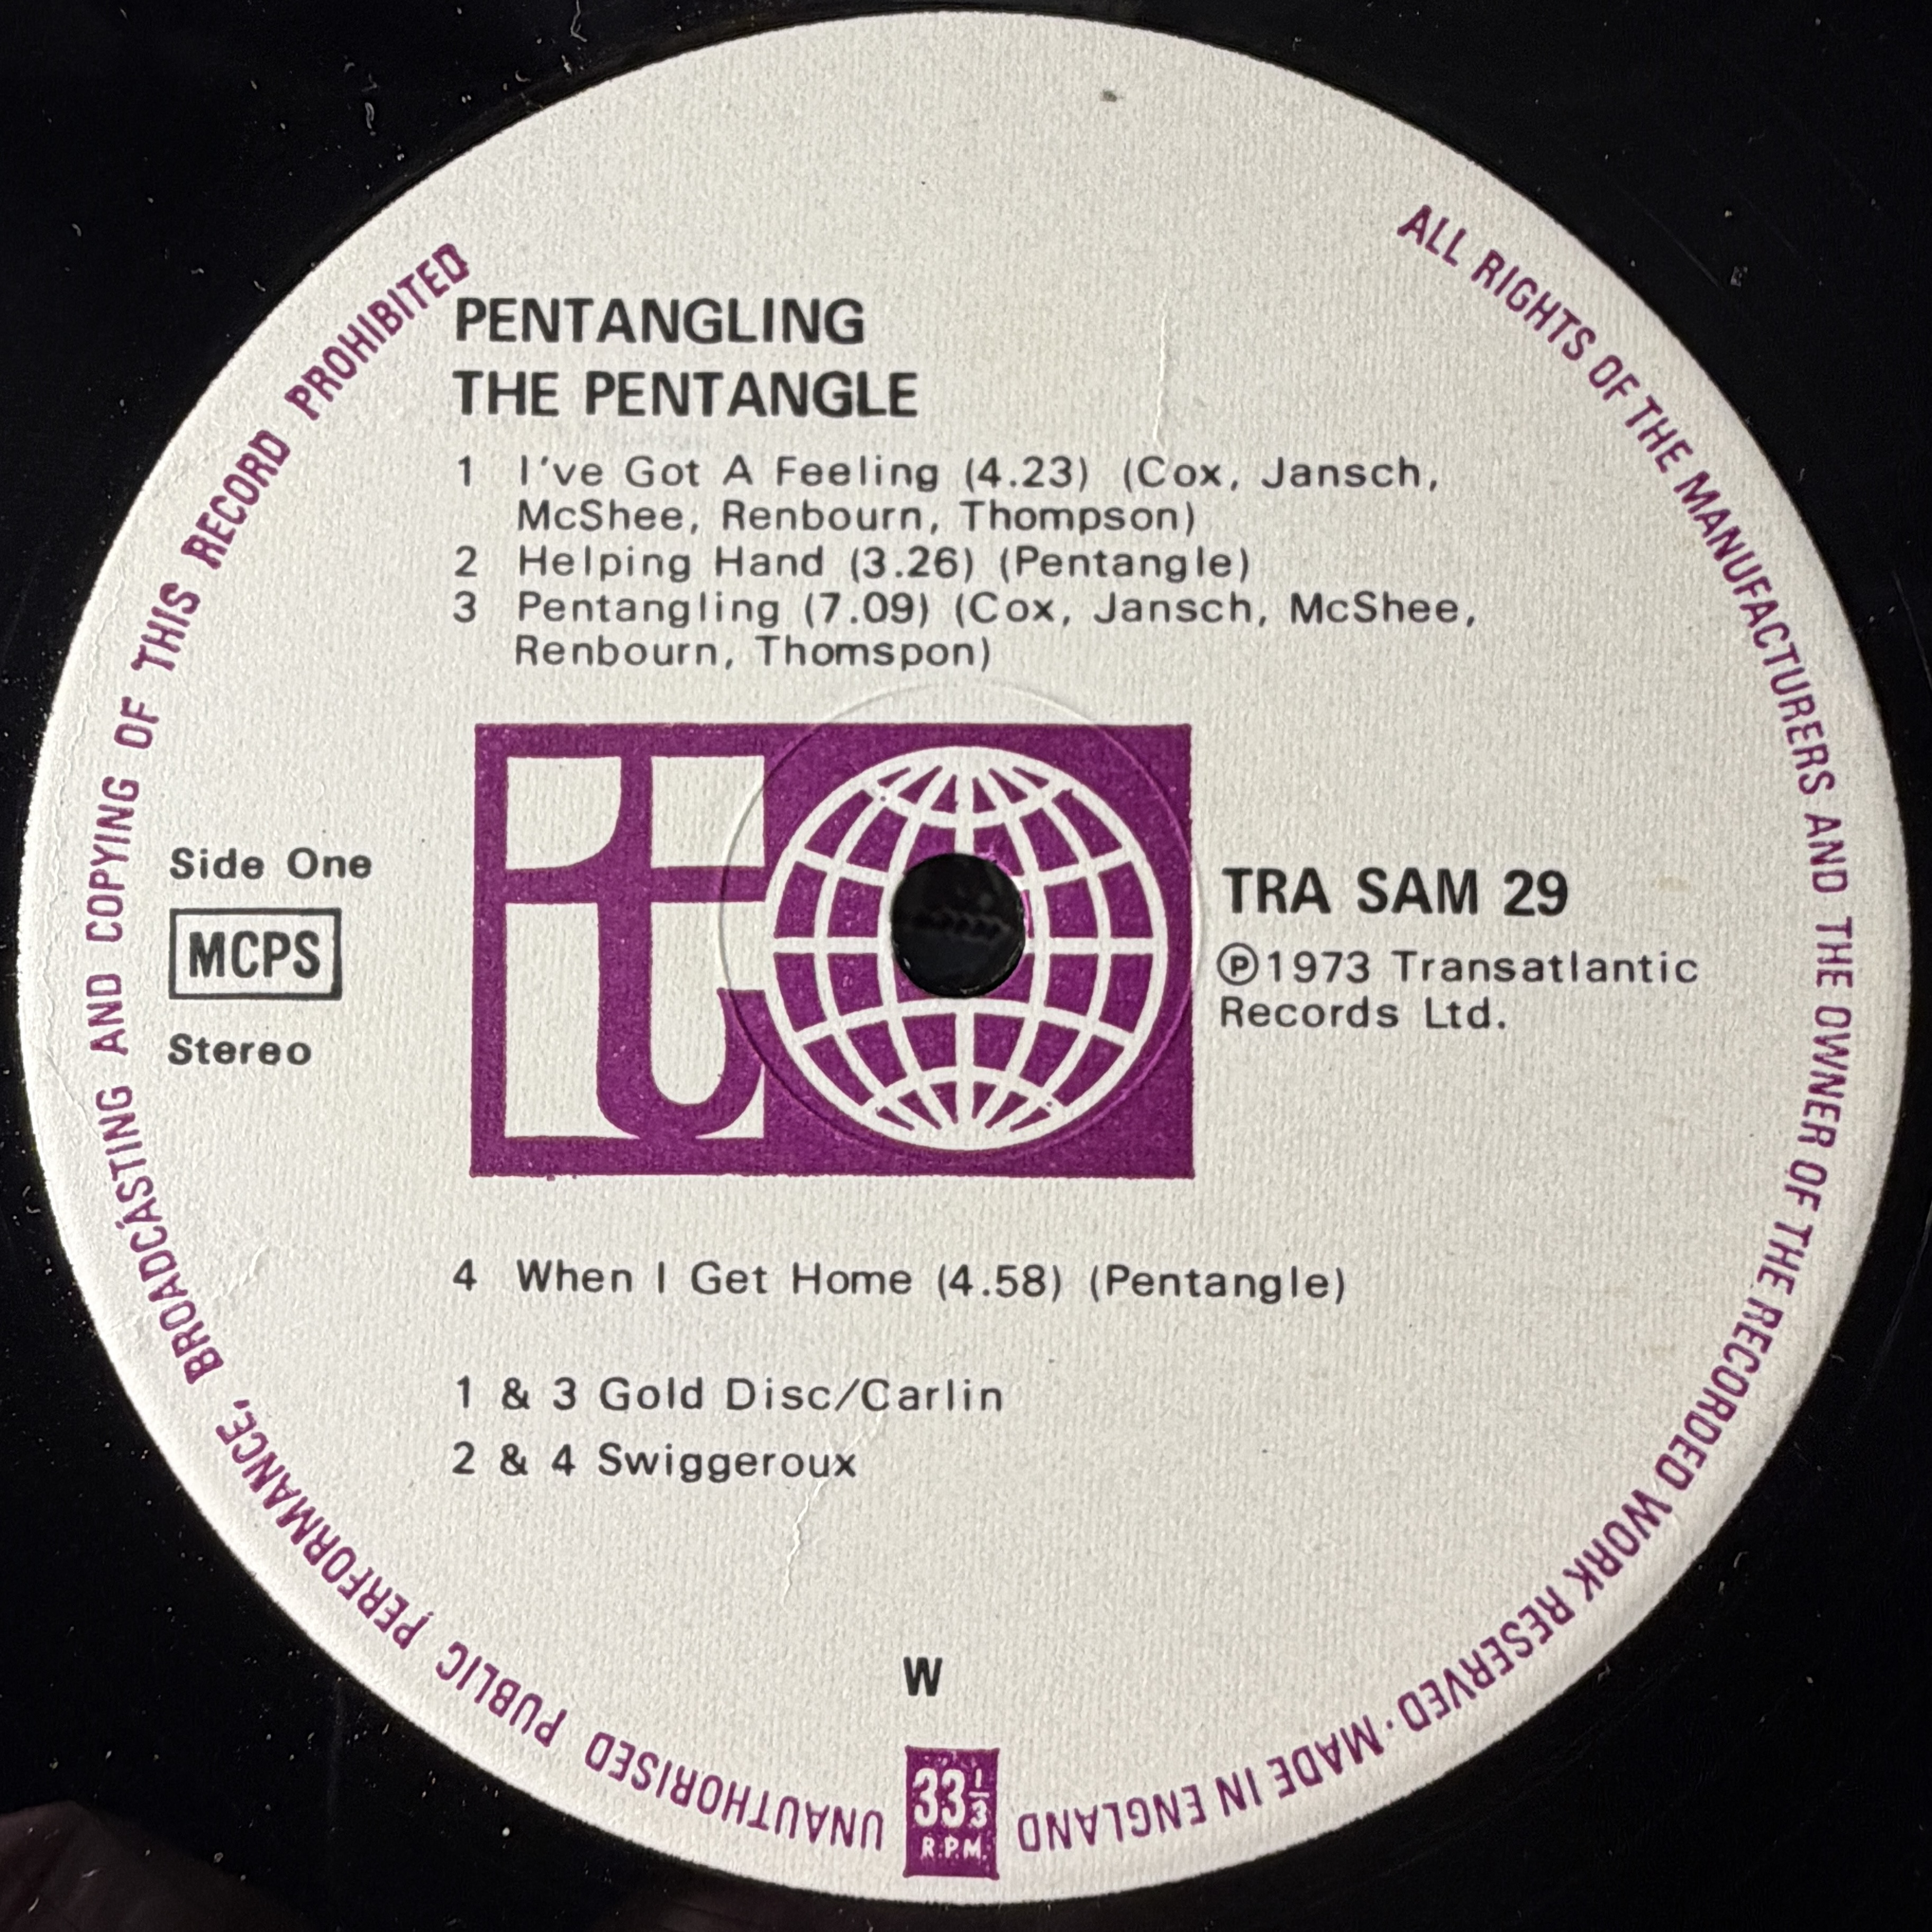 PENTANGLING
THE PENTANGLE
1 I've Got A Feeling (4.23) (Cox, Jansch,
McShee, Renbourn, Thompson)
2 Helping Hand (3.26) (Pentangle)
3 Pentangling (7.09) (Cox, Jansch, McShee,
Renbourn, Thomspon)
t
Side One
MCPS
Stereo
TRA SAM 29
℗1973 Transatlantic
Records Ltd.
4 When I Get Home (4.58) (Pentangle)
1 & 3 Gold Disc/Carlin
2 & 4 Swiggeroux
W
33⅓
R.P.M.
ALL RIGHTS OF THE MANUFACTURERS AND THE OWNER OF THE RECORDED WORK RESERVED · MADE IN ENGLAND
UNAUTHORISED PUBLIC PERFORMANCE, BROADCASTING AND COPYING OF THIS RECORD PROHIBITED